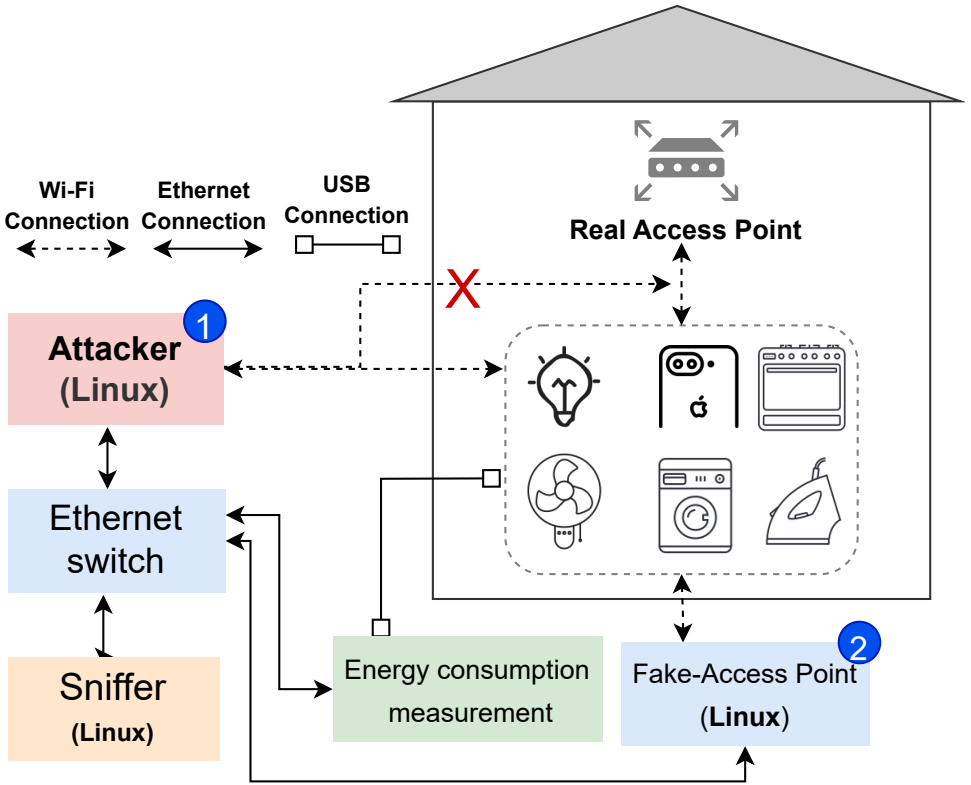 Wi-Fi
Connection
Ethernet
Connection
USB
Connection
Real Access Point
X
1
Attacker
(Linux)
Ethernet
switch
Sniffer
(Linux)
Energy consumption
measurement
2
Fake-Access Point
(Linux)